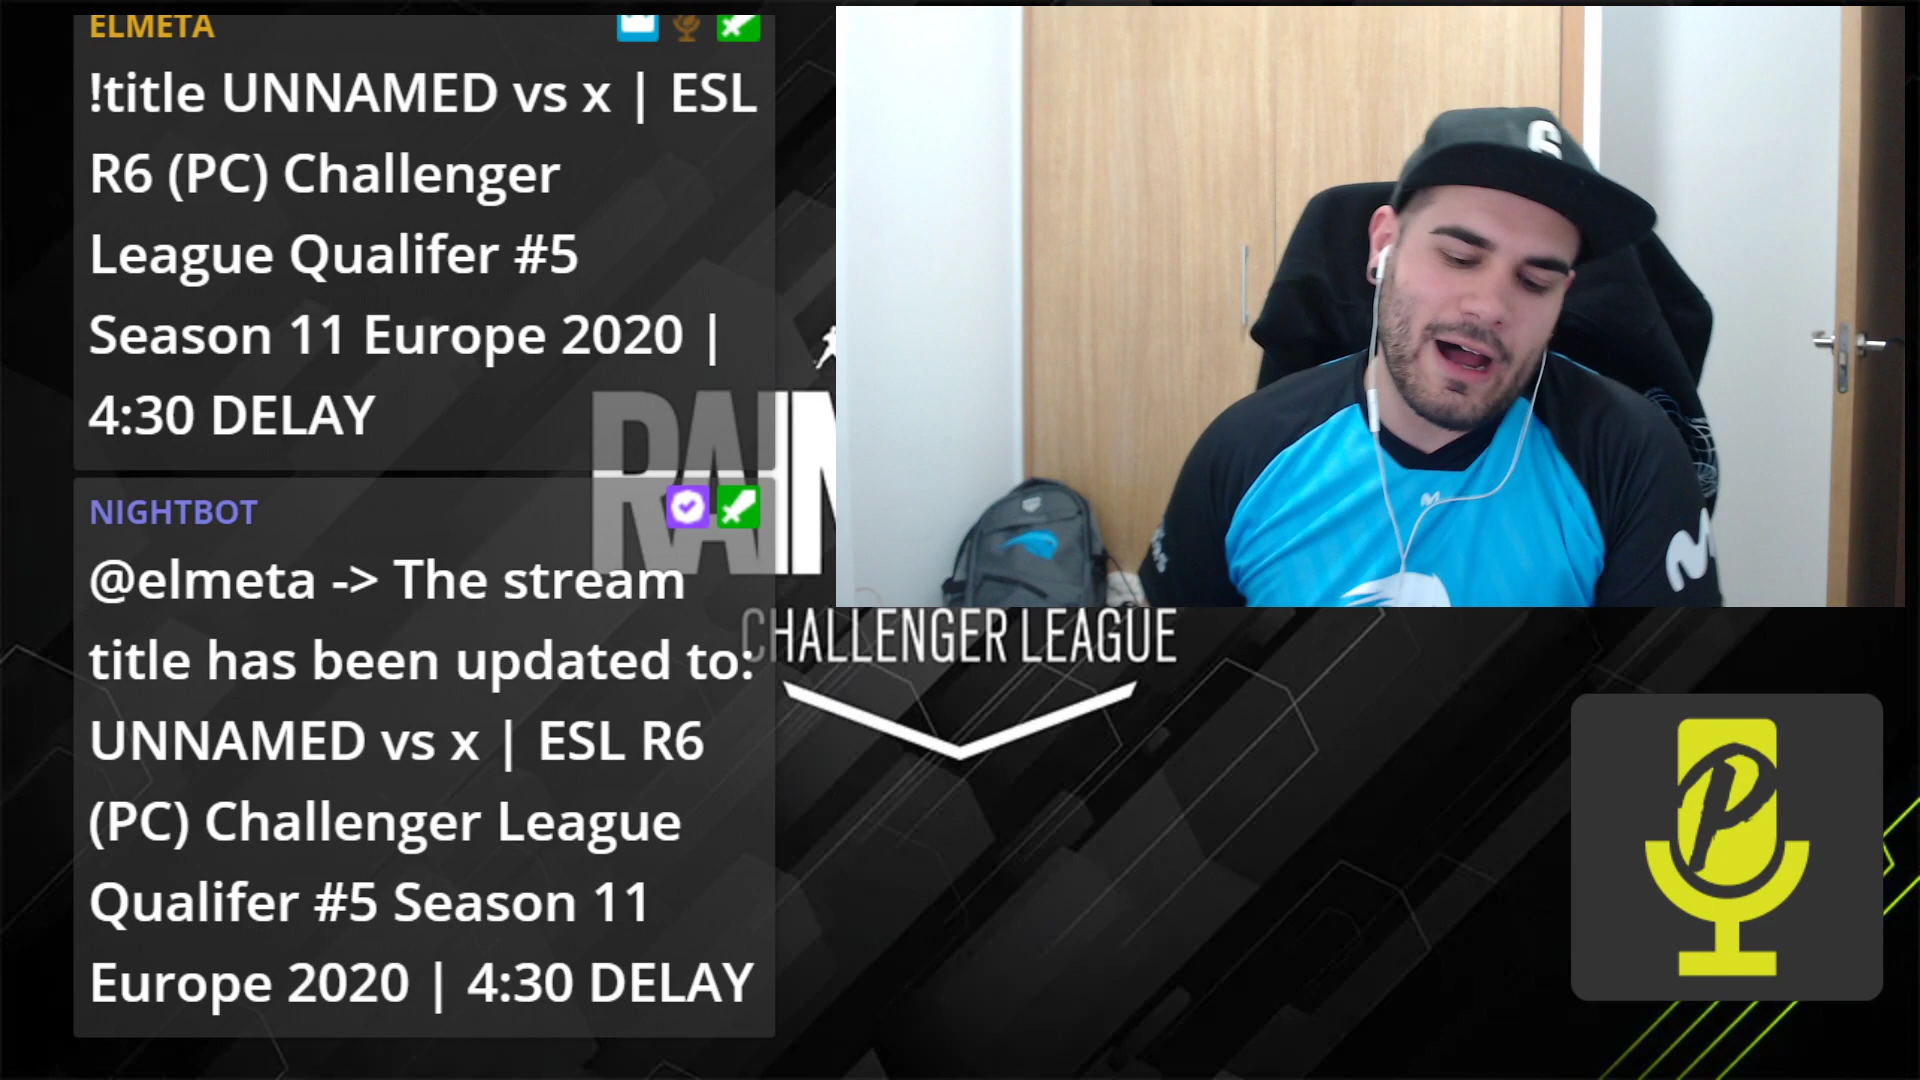 ELMETA
!title UNNAMED vs x | ESL
R6 (PC) Challenger
League Qualifer #5
Season 11 Europe 2020 |
4:30 DELAY
NIGHTBOT
@elmeta -> The stream
title has been updated to:
UNNAMED vs x | ESL R6
(PC) Challenger League
Qualifer #5 Season 11
Europe 2020 | 4:30 DELAY
RAIN
CHALLENGER LEAGUE
6
M
P